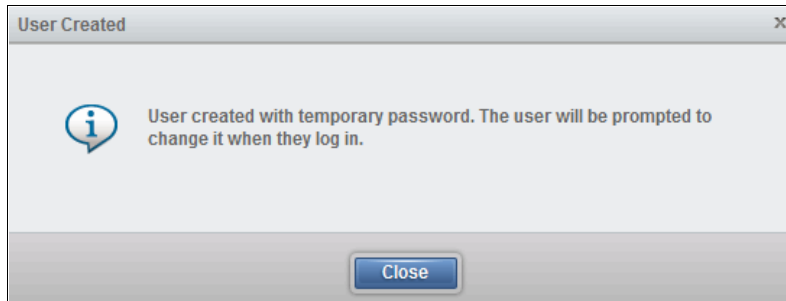 User Created
x
User created with temporary password. The user will be prompted to
change it when they log in.
Close